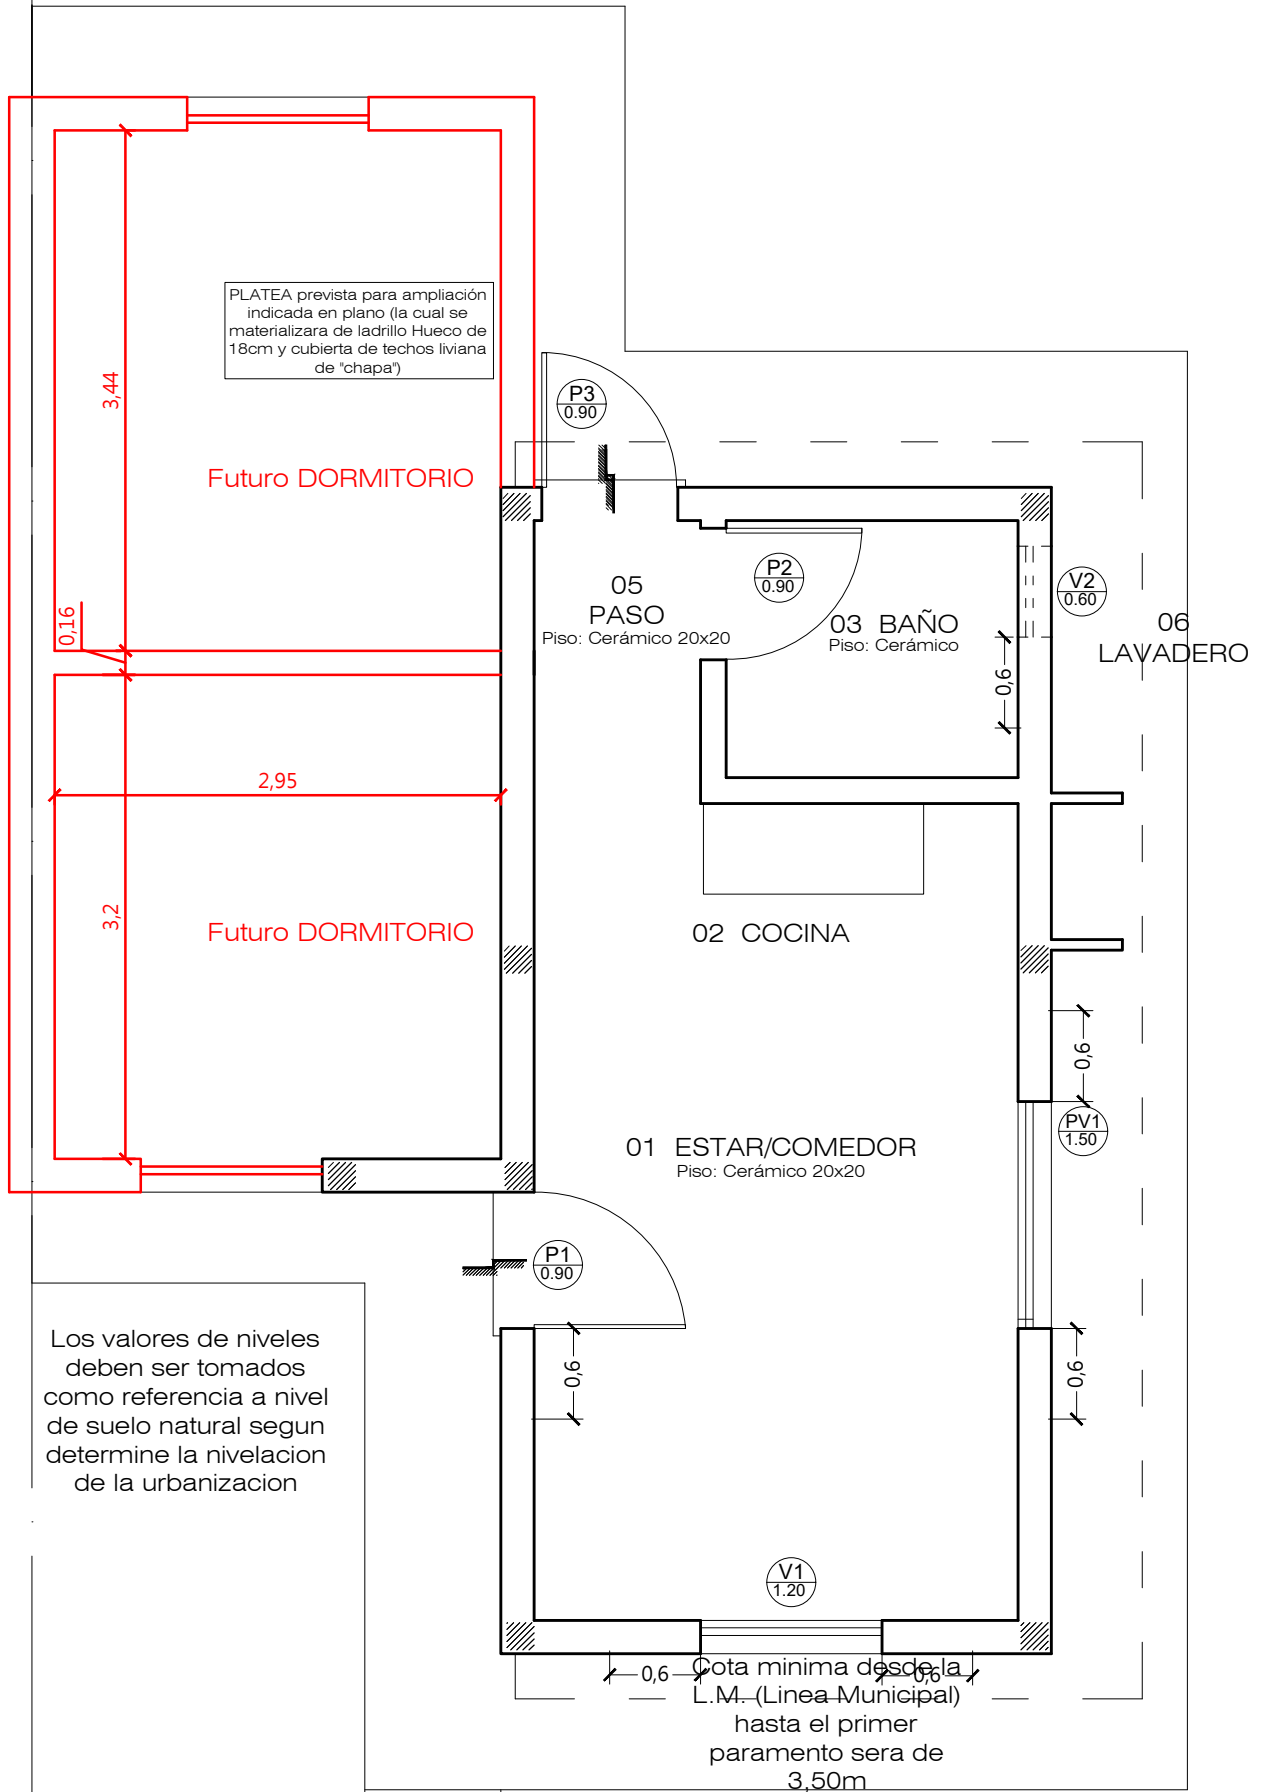 PLATEA prevista para ampliación
indicada en plano (la cual se
materializara de ladrillo Hueco de
18cm y cubierta de techos liviana
de "chapa")
3,44
P3
0.90
Futuro DORMITORIO
05
PASO
Piso: Cerámico 20x20
P2
0.90
03 BAÑO
Piso: Cerámico
V2
0.60
06
LAVADERO
0,16
0,6
2,95
3,2
Futuro DORMITORIO
02 COCINA
0,6
PV1
1.50
01 ESTAR/COMEDOR
Piso: Cerámico 20x20
P1
0.90
Los valores de niveles
deben ser tomados
como referencia a nivel
de suelo natural segun
determine la nivelacion
de la urbanizacion
0,6
0,6
V1
1.20
0,6
0,6
Cota minima desde la
L.M. (Linea Municipal)
hasta el primer
paramento sera de
3,50m